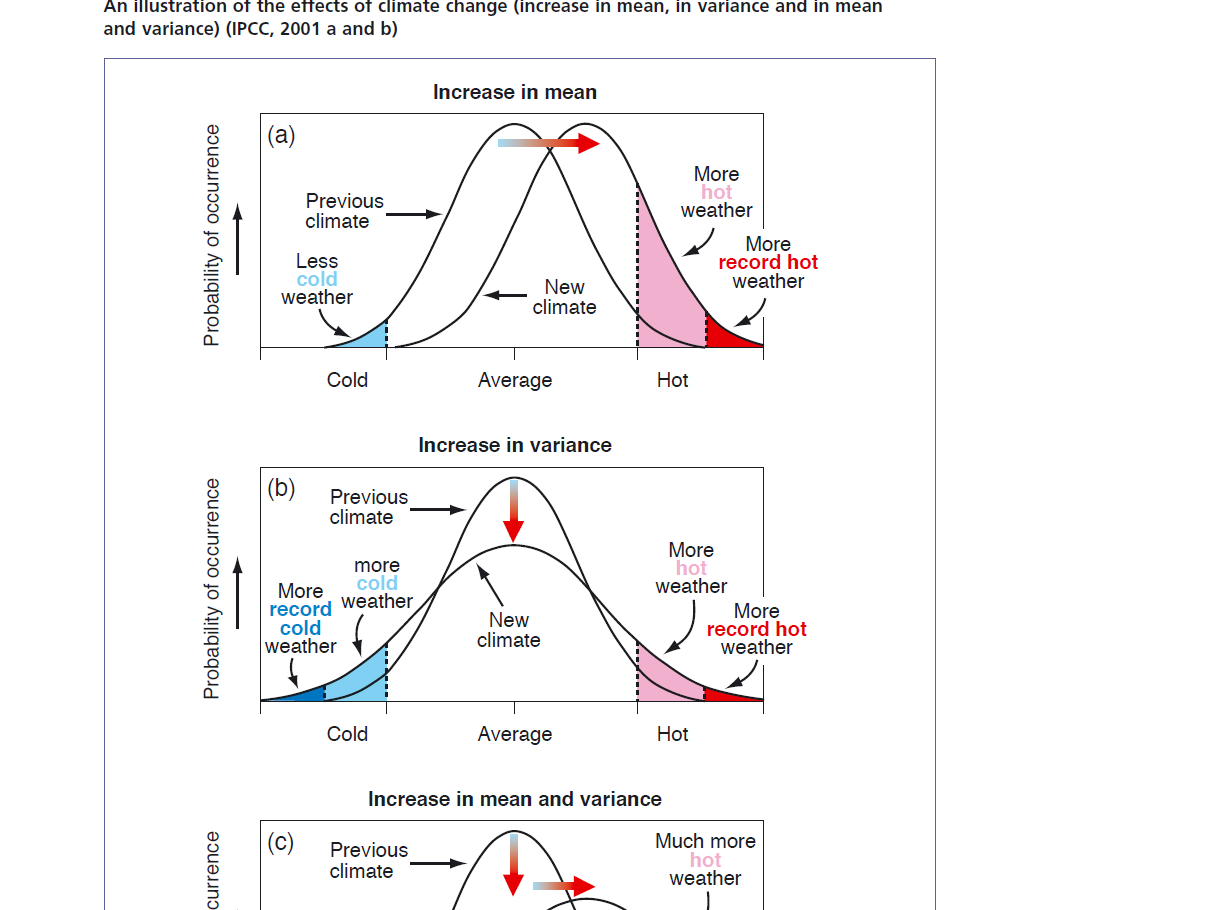 An illustration of the effects of climate change (increase in mean, in variance and in mean
and variance) (IPCC, 2001 a and b)
Increase in mean
(a)
Probability of occurrence
Previous
climate
Less
cold
weather
New
climate
More
hot
weather
More
record hot
weather
Cold
Average
Hot
Increase in variance
(b)
Probability of occurrence
Previous
climate
more
cold
weather
More
record
cold
weather
New
climate
More
hot
weather
More
record hot
weather
Cold
Average
Hot
Increase in mean and variance
(c)
currence
Previous
climate
Much more
hot
weather